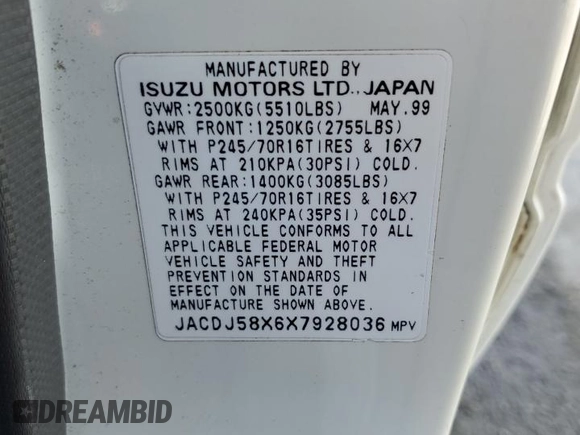 MANUFACTURED BY
ISUZU MOTORS LTD., JAPAN
GVWR:2500KG(5510LBS) MAY.99
GAWR FRONT:1250KG(2755LBS)
WITH P245/70R16TIRES & 16X7
RIMS AT 210KPA(30PSI) COLD.
GAWR REAR:1400KG(3085LBS)
WITH P245/70R16TIRES & 16X7
RIMS AT 240KPA(35PSI) COLD.
THIS VEHICLE CONFORMS TO ALL
APPLICABLE FEDERAL MOTOR
VEHICLE SAFETY AND THEFT
PREVENTION STANDARDS IN
EFFECT ON THE DATE OF
MANUFACTURE SHOWN ABOVE.
JACDJ58X6X7928036 MPV
DREAMBID